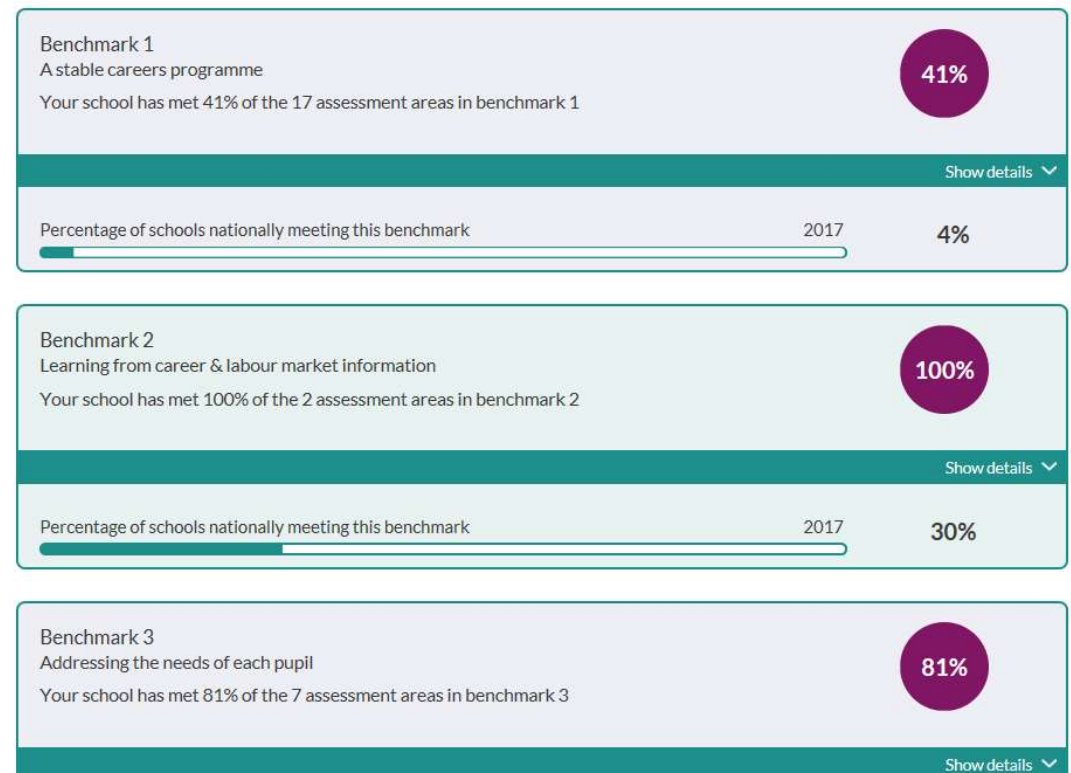 Benchmark 1
A stable careers programme
41%
Your school has met 41% of the 17 assessment areas in benchmark 1
Show details
Percentage of schools nationally meeting this benchmark 2017 4%
Benchmark 2
Learning from career & labour market information
100%
Your school has met 100% of the 2 assessment areas in benchmark 2
Show details
Percentage of schools nationally meeting this benchmark 2017 30%
Benchmark 3
Addressing the needs of each pupil
81%
Your school has met 81% of the 7 assessment areas in benchmark 3
Show details